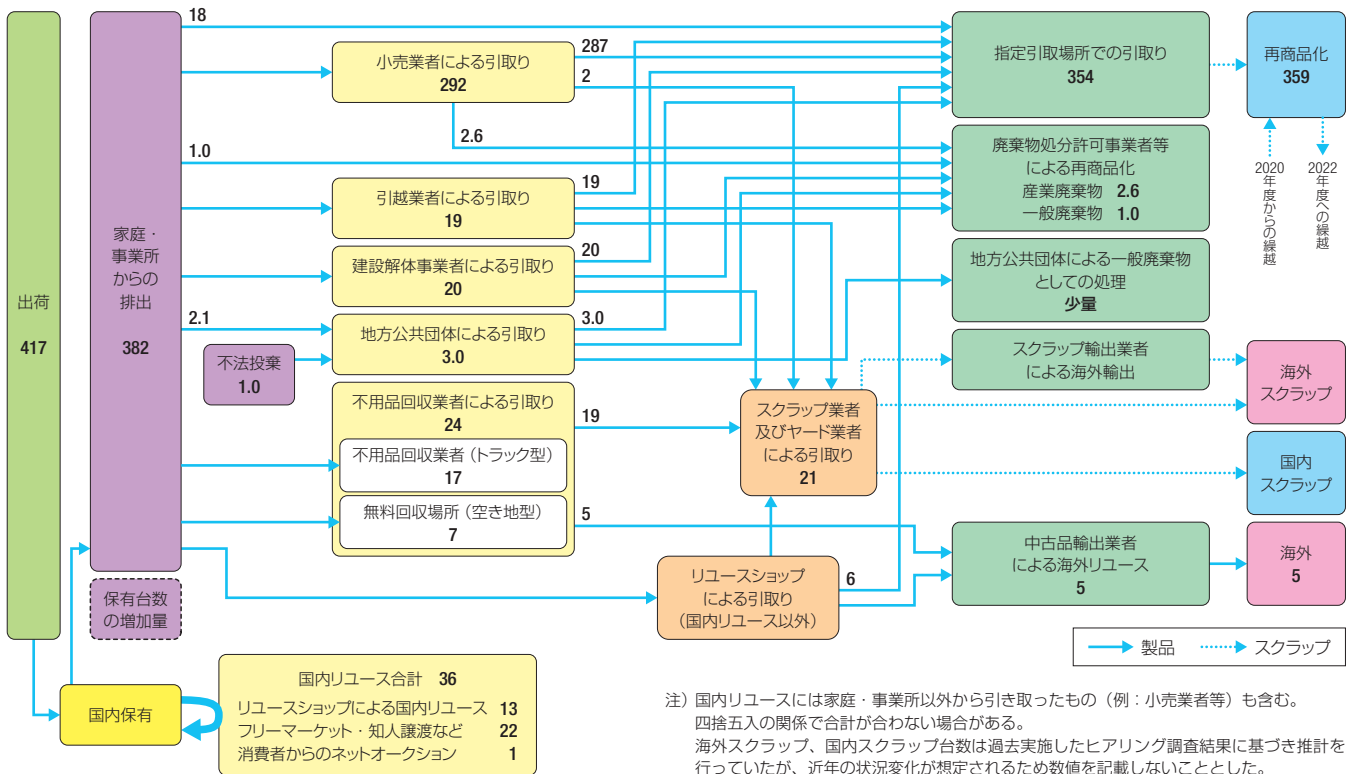 出荷
417
家庭・
事業所
からの
排出
382
保有台数
の増加量
国内保有
18
小売業者による引取り
292
287
2
2.6
1.0
引越業者による引取り
19
19
建設解体事業者による引取り
20
20
2.1
地方公共団体による引取り
3.0
3.0
不法投棄
1.0
不用品回収業者による引取り
24
19
不用品回収業者（トラック型）
17
無料回収場所（空き地型）
7
5
スクラップ業者
及びヤード業者
による引取り
21
リユースショップ
による引取り
（国内リユース以外）
6
指定引取場所での引取り
354
廃棄物処分許可事業者等
による再商品化
産業廃棄物 2.6
一般廃棄物 1.0
地方公共団体による一般廃棄物
としての処理
少量
スクラップ輸出業者
による海外輸出
中古品輸出業者
による海外リユース
5
再商品化
359
2020年度からの繰越
2022年度への繰越
海外
スクラップ
国内
スクラップ
海外
5
製品 スクラップ
国内リユース合計 36
リユースショップによる国内リユース 13
フリーマーケット・知人譲渡など 22
消費者からのネットオークション 1
注）国内リユースには家庭・事業所以外から引き取ったもの（例：小売業者等）も含む。
四捨五入の関係で合計が合わない場合がある。
海外スクラップ、国内スクラップ台数は過去実施したヒアリング調査結果に基づき推計を
行っていたが、近年の状況変化が想定されるため数値を記載しないこととした。